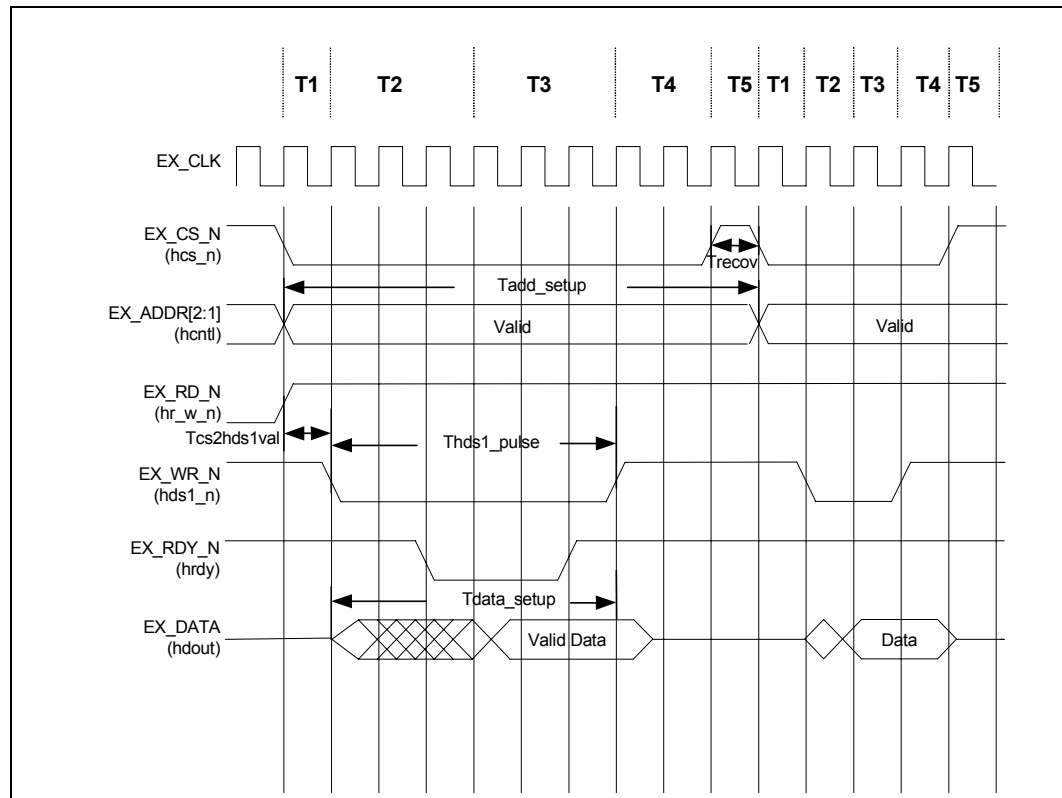 T1 T2 T3 T4 T5 T1 T2 T3 T4 T5
EX_CLK
EX_CS_N
(hcs_n)
Trecov
Tadd_setup
EX_ADDR[2:1]
(hcntl)
Valid Valid
EX_RD_N
(hr_w_n)
Tcs2hds1val
Thds1_pulse
EX_WR_N
(hds1_n)
EX_RDY_N
(hrdy)
Tdata_setup
EX_DATA
(hdout)
Valid Data Data